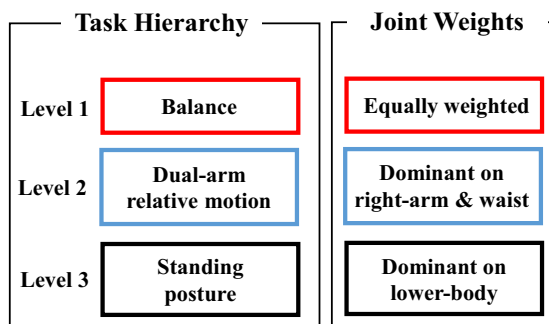 Task Hierarchy
Joint Weights
Level 1
Balance
Equally weighted
Level 2
Dual-arm
relative motion
Dominant on
right-arm & waist
Level 3
Standing
posture
Dominant on
lower-body